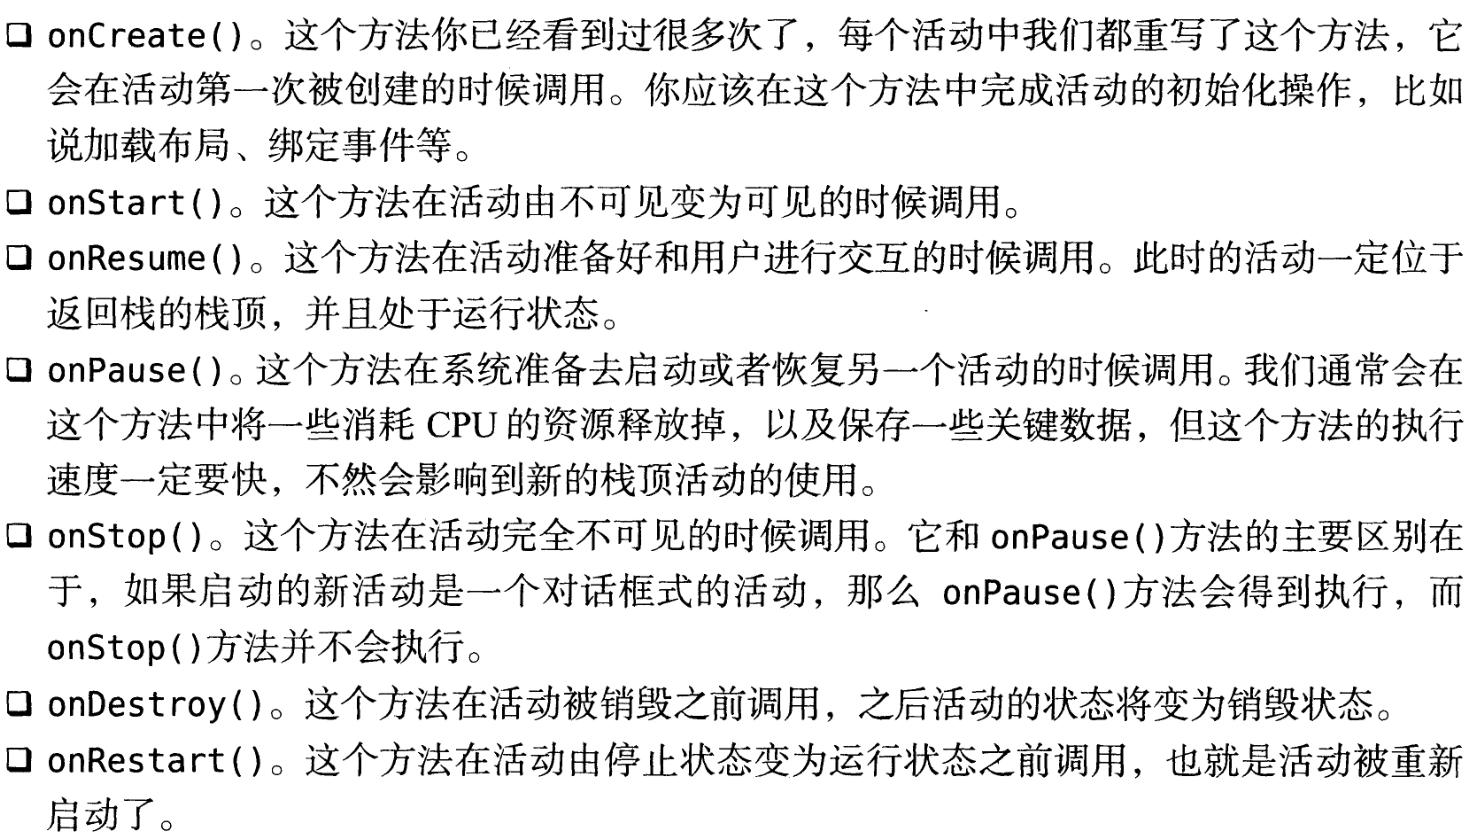 ❑ onCreate()。这个方法你已经看到过很多次了，每个活动中我们都重写了这个方法，它
会在活动第一次被创建的时候调用。你应该在这个方法中完成活动的初始化操作，比如
说加载布局、绑定事件等。
❑ onStart()。这个方法在活动由不可见变为可见的时候调用。
❑ onResume()。这个方法在活动准备好和用户进行交互的时候调用。此时的活动一定位于
返回栈的栈顶，并且处于运行状态。
❑ onPause()。这个方法在系统准备去启动或者恢复另一个活动的时候调用。我们通常会在
这个方法中将一些消耗 CPU 的资源释放掉，以及保存一些关键数据，但这个方法的执行
速度一定要快，不然会影响到新的栈顶活动的使用。
❑ onStop()。这个方法在活动完全不可见的时候调用。它和 onPause()方法的主要区别在
于，如果启动的新活动是一个对话框式的活动，那么 onPause()方法会得到执行，而
onStop()方法并不会执行。
❑ onDestroy()。这个方法在活动被销毁之前调用，之后活动的状态将变为销毁状态。
❑ onRestart()。这个方法在活动由停止状态变为运行状态之前调用，也就是活动被重新
启动了。